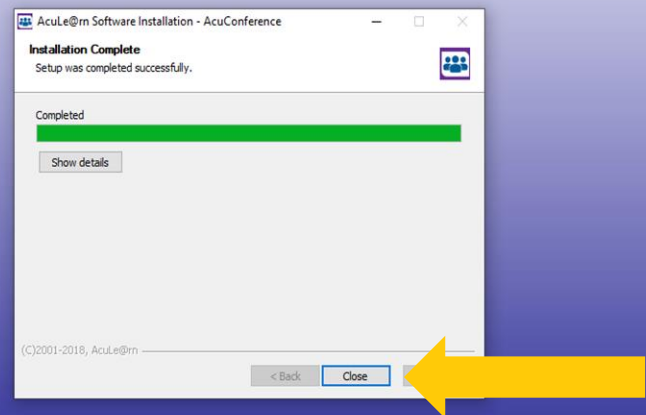 AcuLe@rn Software Installation - AcuConference
Installation Complete
Setup was completed successfully.
Completed
Show details
(C)2001-2018, AcuLe@rn
< Back
Close